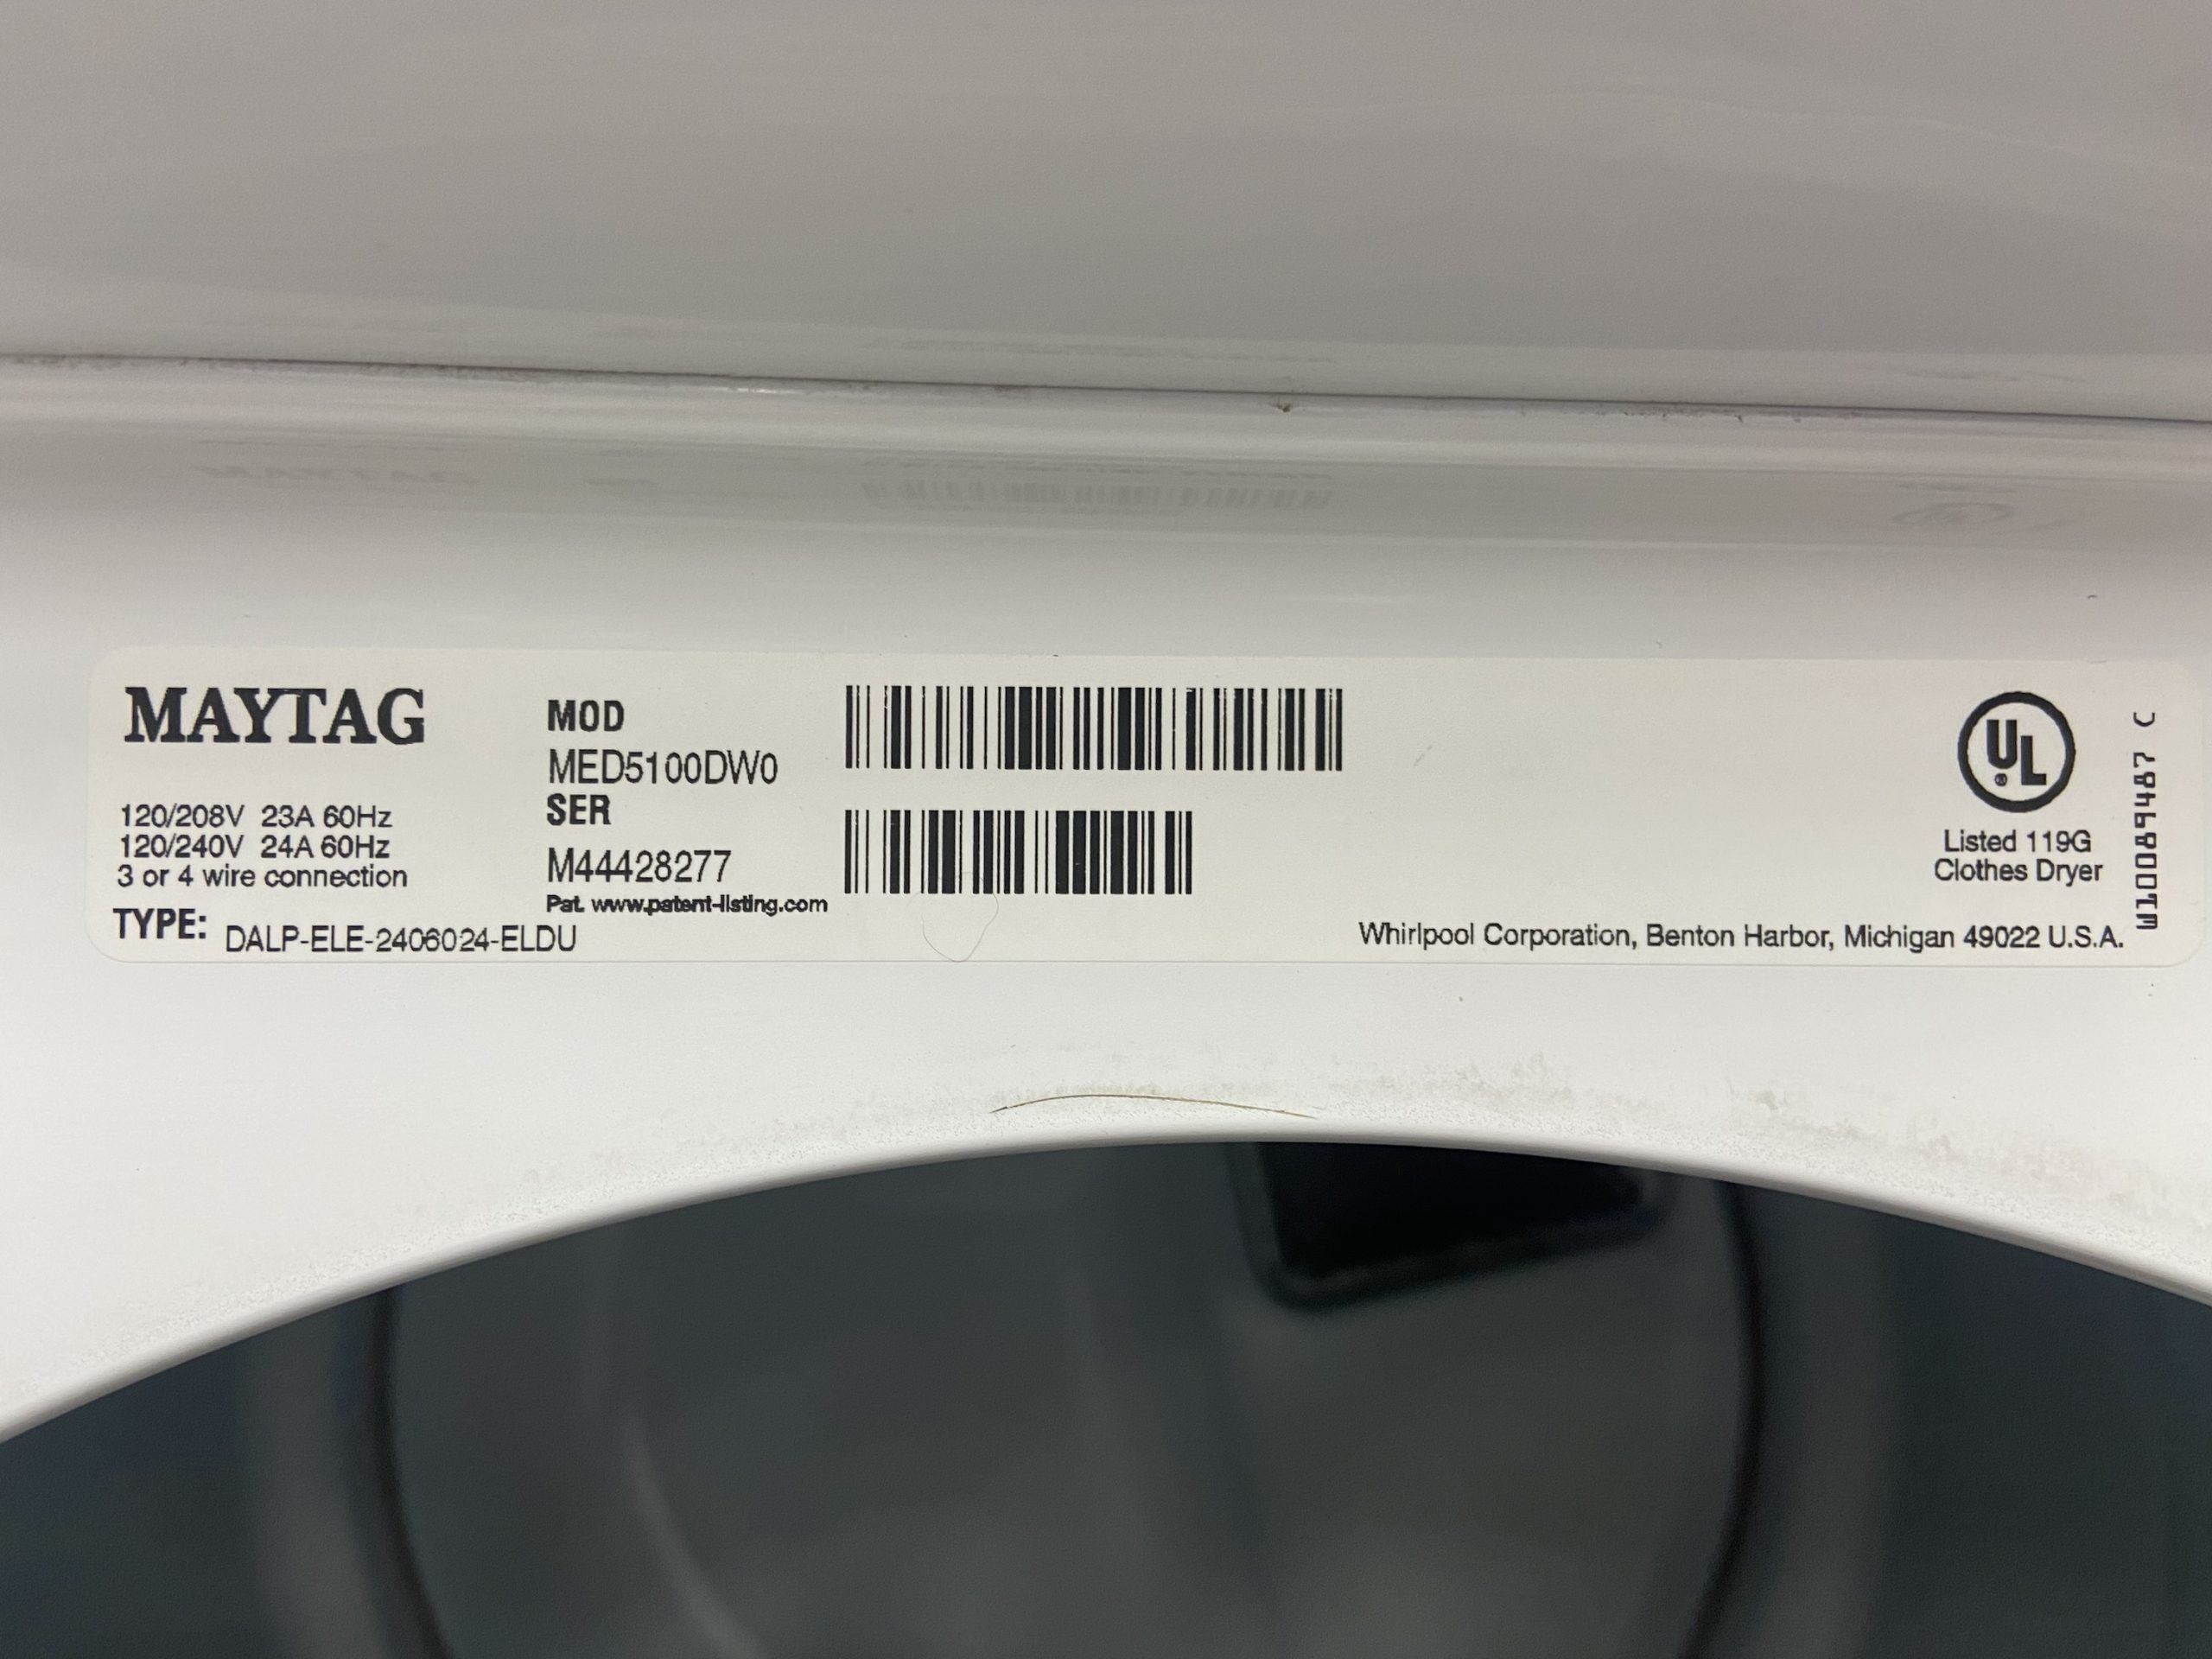 MAYTAG
120/208V 23A 60Hz
120/240V 24A 60Hz
3 or 4 wire connection
TYPE: DALP-ELE-2406024-ELDU
MOD
MED5100DW0
SER
M44428277
Pat. www.patent-listing.com
UL
®
Listed 119G
Clothes Dryer
Whirlpool Corporation, Benton Harbor, Michigan 49022 U.S.A.